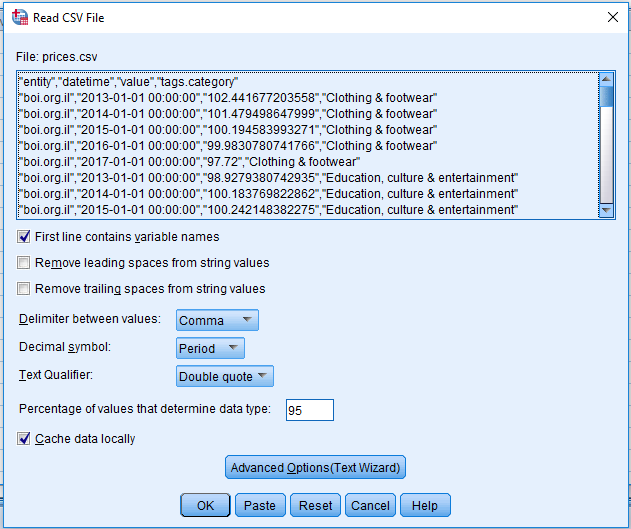 Read CSV File
File: prices.csv
"entity","datetime","value","tags.category"
"boi.org.il","2013-01-01 00:00:00","102.441677203558","Clothing & footwear"
"boi.org.il","2014-01-01 00:00:00","101.479498647999","Clothing & footwear"
"boi.org.il","2015-01-01 00:00:00","100.194583993271","Clothing & footwear"
"boi.org.il","2016-01-01 00:00:00","99.9830780741766","Clothing & footwear"
"boi.org.il","2017-01-01 00:00:00","97.72","Clothing & footwear"
"boi.org.il","2013-01-01 00:00:00","98.9279380742935","Education, culture & entertainment"
"boi.org.il","2014-01-01 00:00:00","100.183769822862","Education, culture & entertainment"
"boi.org.il","2015-01-01 00:00:00","100.242148382275","Education, culture & entertainment"
First line contains variable names
Remove leading spaces from string values
Remove trailing spaces from string values
Delimiter between values: Comma
Decimal symbol: Period
Text Qualifier: Double quote
Percentage of values that determine data type: 95
Cache data locally
Advanced Options(Text Wizard)
OK Paste Reset Cancel Help